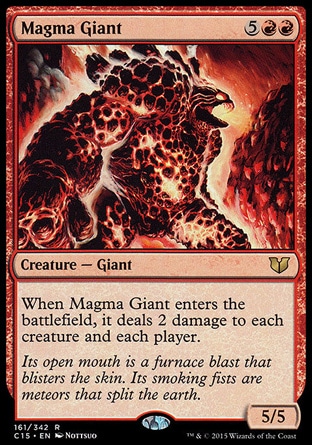 Magma Giant 5
Creature — Giant
When Magma Giant enters the
battlefield, it deals 2 damage to each
creature and each player.
Its open mouth is a furnace blast that
blisters the skin. Its smoking fists are
meteors that split the earth.
5/5
161/342 R
C15 • EN Nottsuo ™ & © 2015 Wizards of the Coast